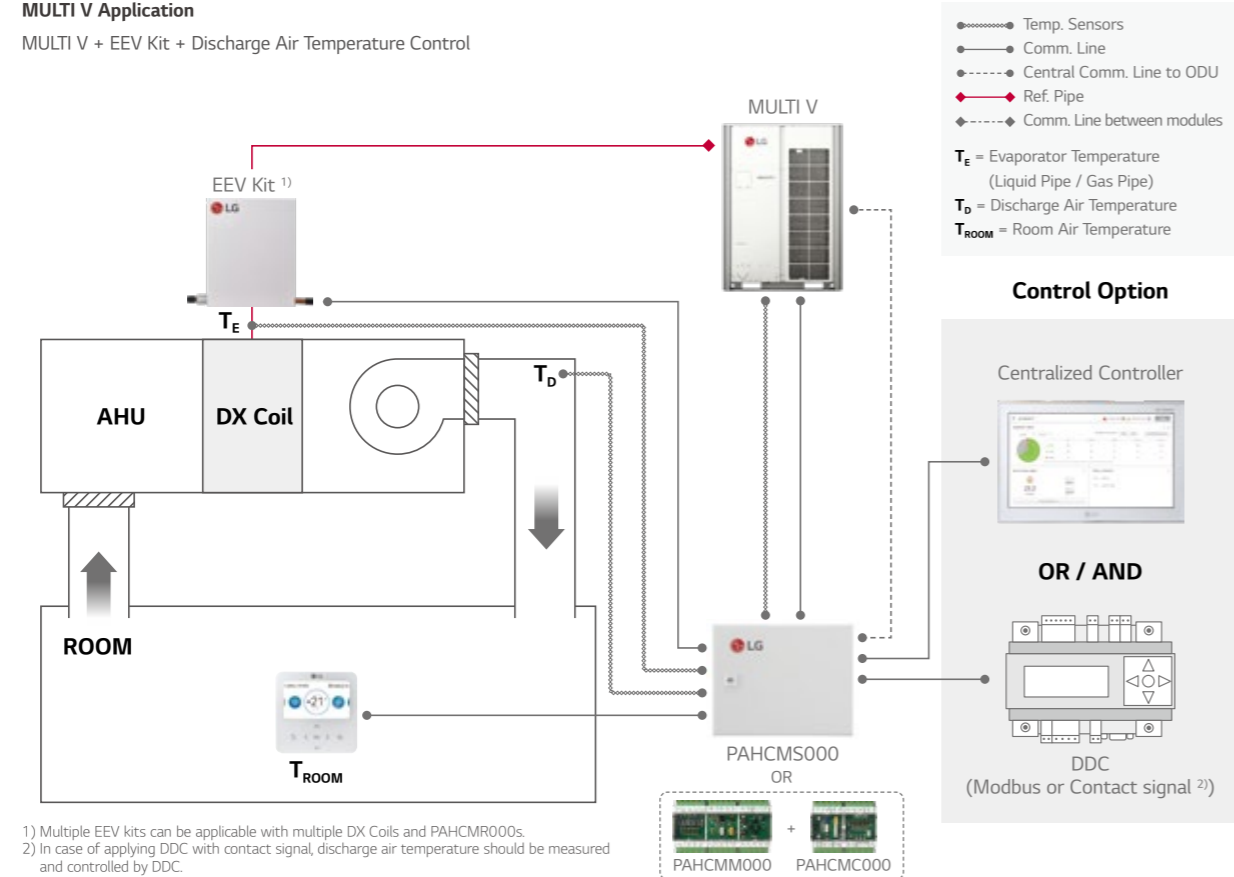 MULTI V Application
MULTI V + EEV Kit + Discharge Air Temperature Control
Temp. Sensors
Comm. Line
Central Comm. Line to ODU
Ref. Pipe
Comm. Line between modules
TE = Evaporator Temperature
(Liquid Pipe / Gas Pipe)
TD = Discharge Air Temperature
TROOM = Room Air Temperature
MULTI V
LG
EEV Kit 1)
LG
TE
TD
AHU
DX Coil
ROOM
21
TROOM
Control Option
Centralized Controller
OR / AND
DDC
(Modbus or Contact signal 2))
LG
PAHCMS000
OR
+
PAHCMM000
PAHCMC000
1) Multiple EEV kits can be applicable with multiple DX Coils and PAHCMR000s.
2) In case of applying DDC with contact signal, discharge air temperature should be measured
and controlled by DDC.